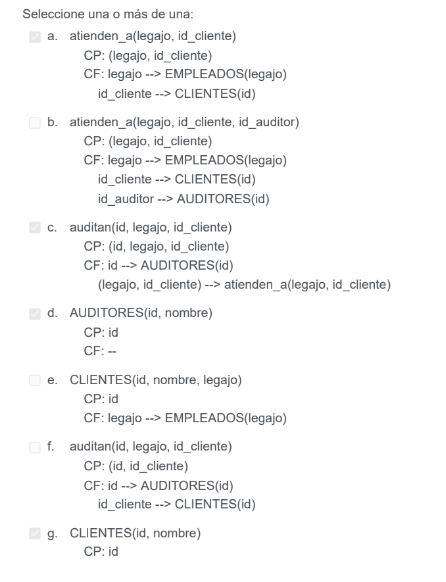 Seleccione una o más de una:
a. atienden_a(legajo, id_cliente)
CP: (legajo, id_cliente)
CF: legajo --> EMPLEADOS(legajo)
id_cliente --> CLIENTES(id)
b. atienden_a(legajo, id_cliente, id_auditor)
CP: (legajo, id_cliente)
CF: legajo --> EMPLEADOS(legajo)
id_cliente --> CLIENTES(id)
id_auditor --> AUDITORES(id)
c. auditan(id, legajo, id_cliente)
CP: (id, legajo, id_cliente)
CF: id --> AUDITORES(id)
(legajo, id_cliente) --> atienden_a(legajo, id_cliente)
d. AUDITORES(id, nombre)
CP: id
CF: --
e. CLIENTES(id, nombre, legajo)
CP: id
CF: legajo --> EMPLEADOS(legajo)
f. auditan(id, legajo, id_cliente)
CP: (id, id_cliente)
CF: id --> AUDITORES(id)
id_cliente --> CLIENTES(id)
g. CLIENTES(id, nombre)
CP: id